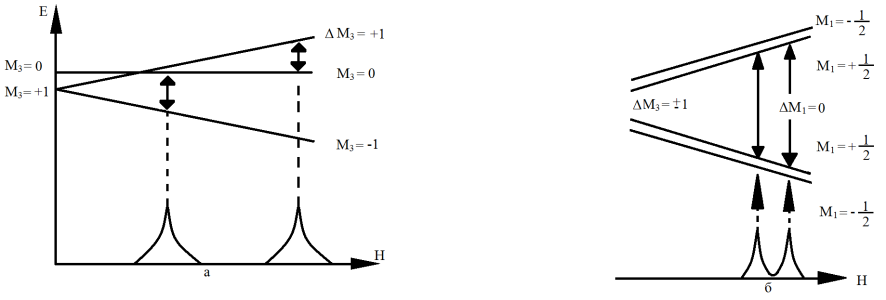 E
Δ M₃ = +1
M₃ = 0
M₃ = 0
M₃ = +1
M₃ = -1
H
а
M₁ = - 1/2
M₁ = + 1/2
ΔM₃ = ±1
ΔM₁ = 0
M₁ = + 1/2
M₁ = - 1/2
H
б